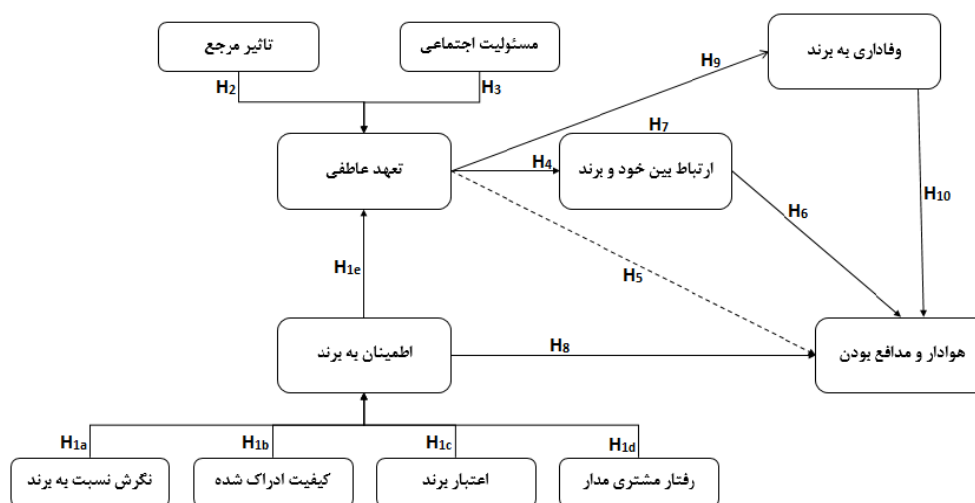 تاثیر مرجع
مسئولیت اجتماعی
وفاداری به برند
H2
H3
H9
H7
تعهد عاطفی
H4
ارتباط بین خود و برند
H10
H6
H1e
H5
اطمینان به برند
H8
هوادار و مدافع بودن
H1a
H1b
H1c
H1d
نگرش نسبت به برند
کیفیت ادراک شده
اعتبار برند
رفتار مشتری مدار